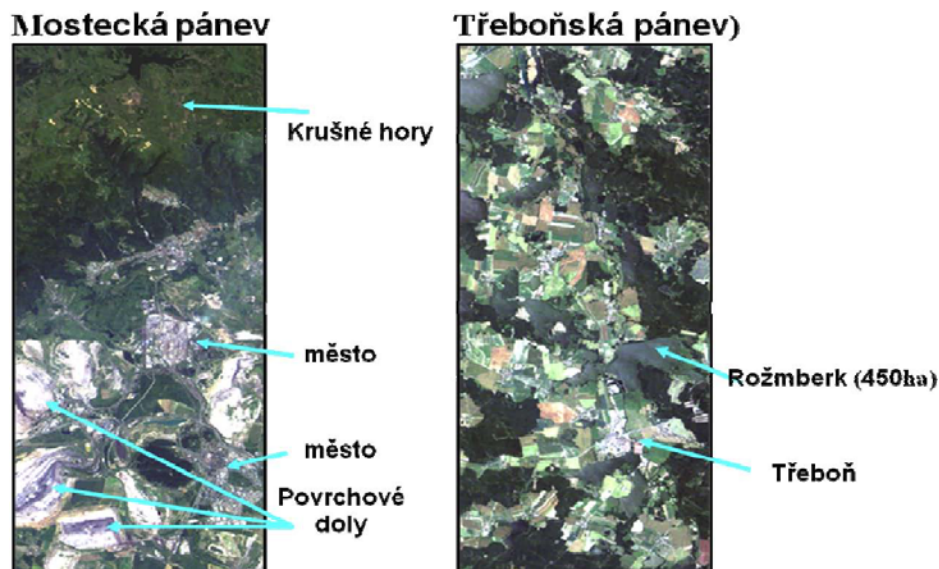 Mostecká pánev
Třeboňská pánev)
Krušné hory
město
Rožmberk (450ha)
město
Třeboň
Povrchové
doly